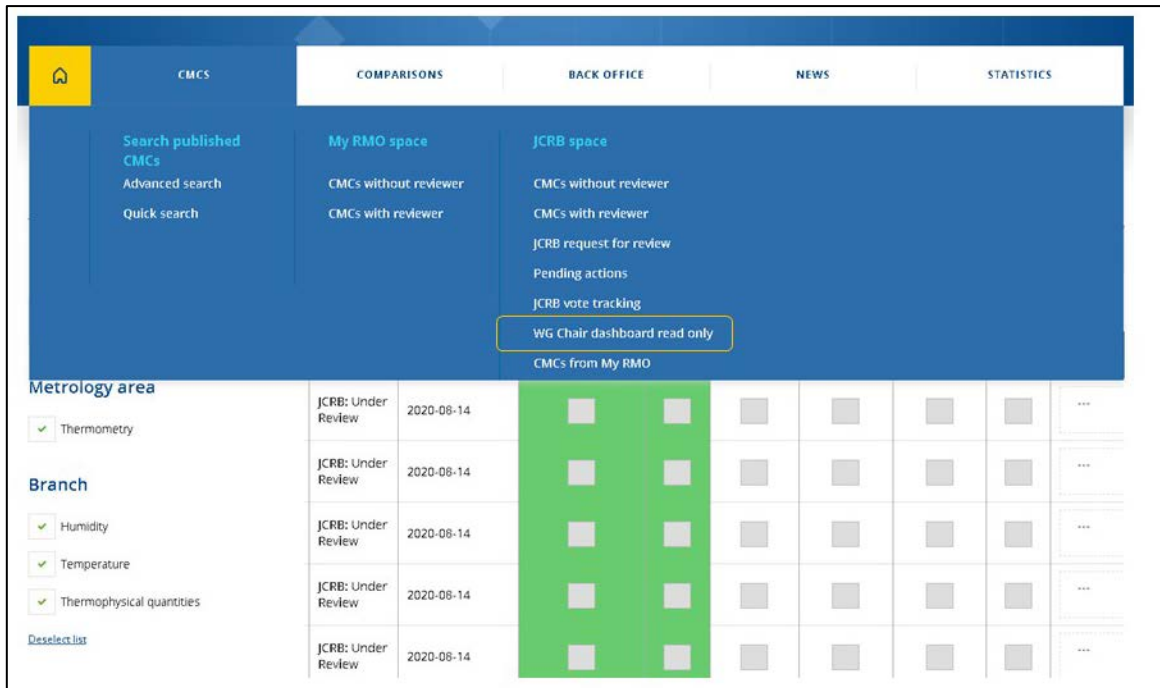 CMCS
COMPARISONS
BACK OFFICE
NEWS
STATISTICS
Search published
CMCs
Advanced search
Quick search
My RMO space
CMCs without reviewer
CMCs with reviewer
JCRB space
CMCs without reviewer
CMCs with reviewer
JCRB request for review
Pending actions
JCRB vote tracking
WG Chair dashboard read only
CMCs from My RMO
Metrology area
Thermometry
Branch
Humidity
Temperature
Thermophysical quantities
Deselect list
JCRB: Under
Review
2020-08-14
...
JCRB: Under
Review
2020-08-14
...
JCRB: Under
Review
2020-08-14
...
JCRB: Under
Review
2020-08-14
...
JCRB: Under
Review
2020-08-14
...